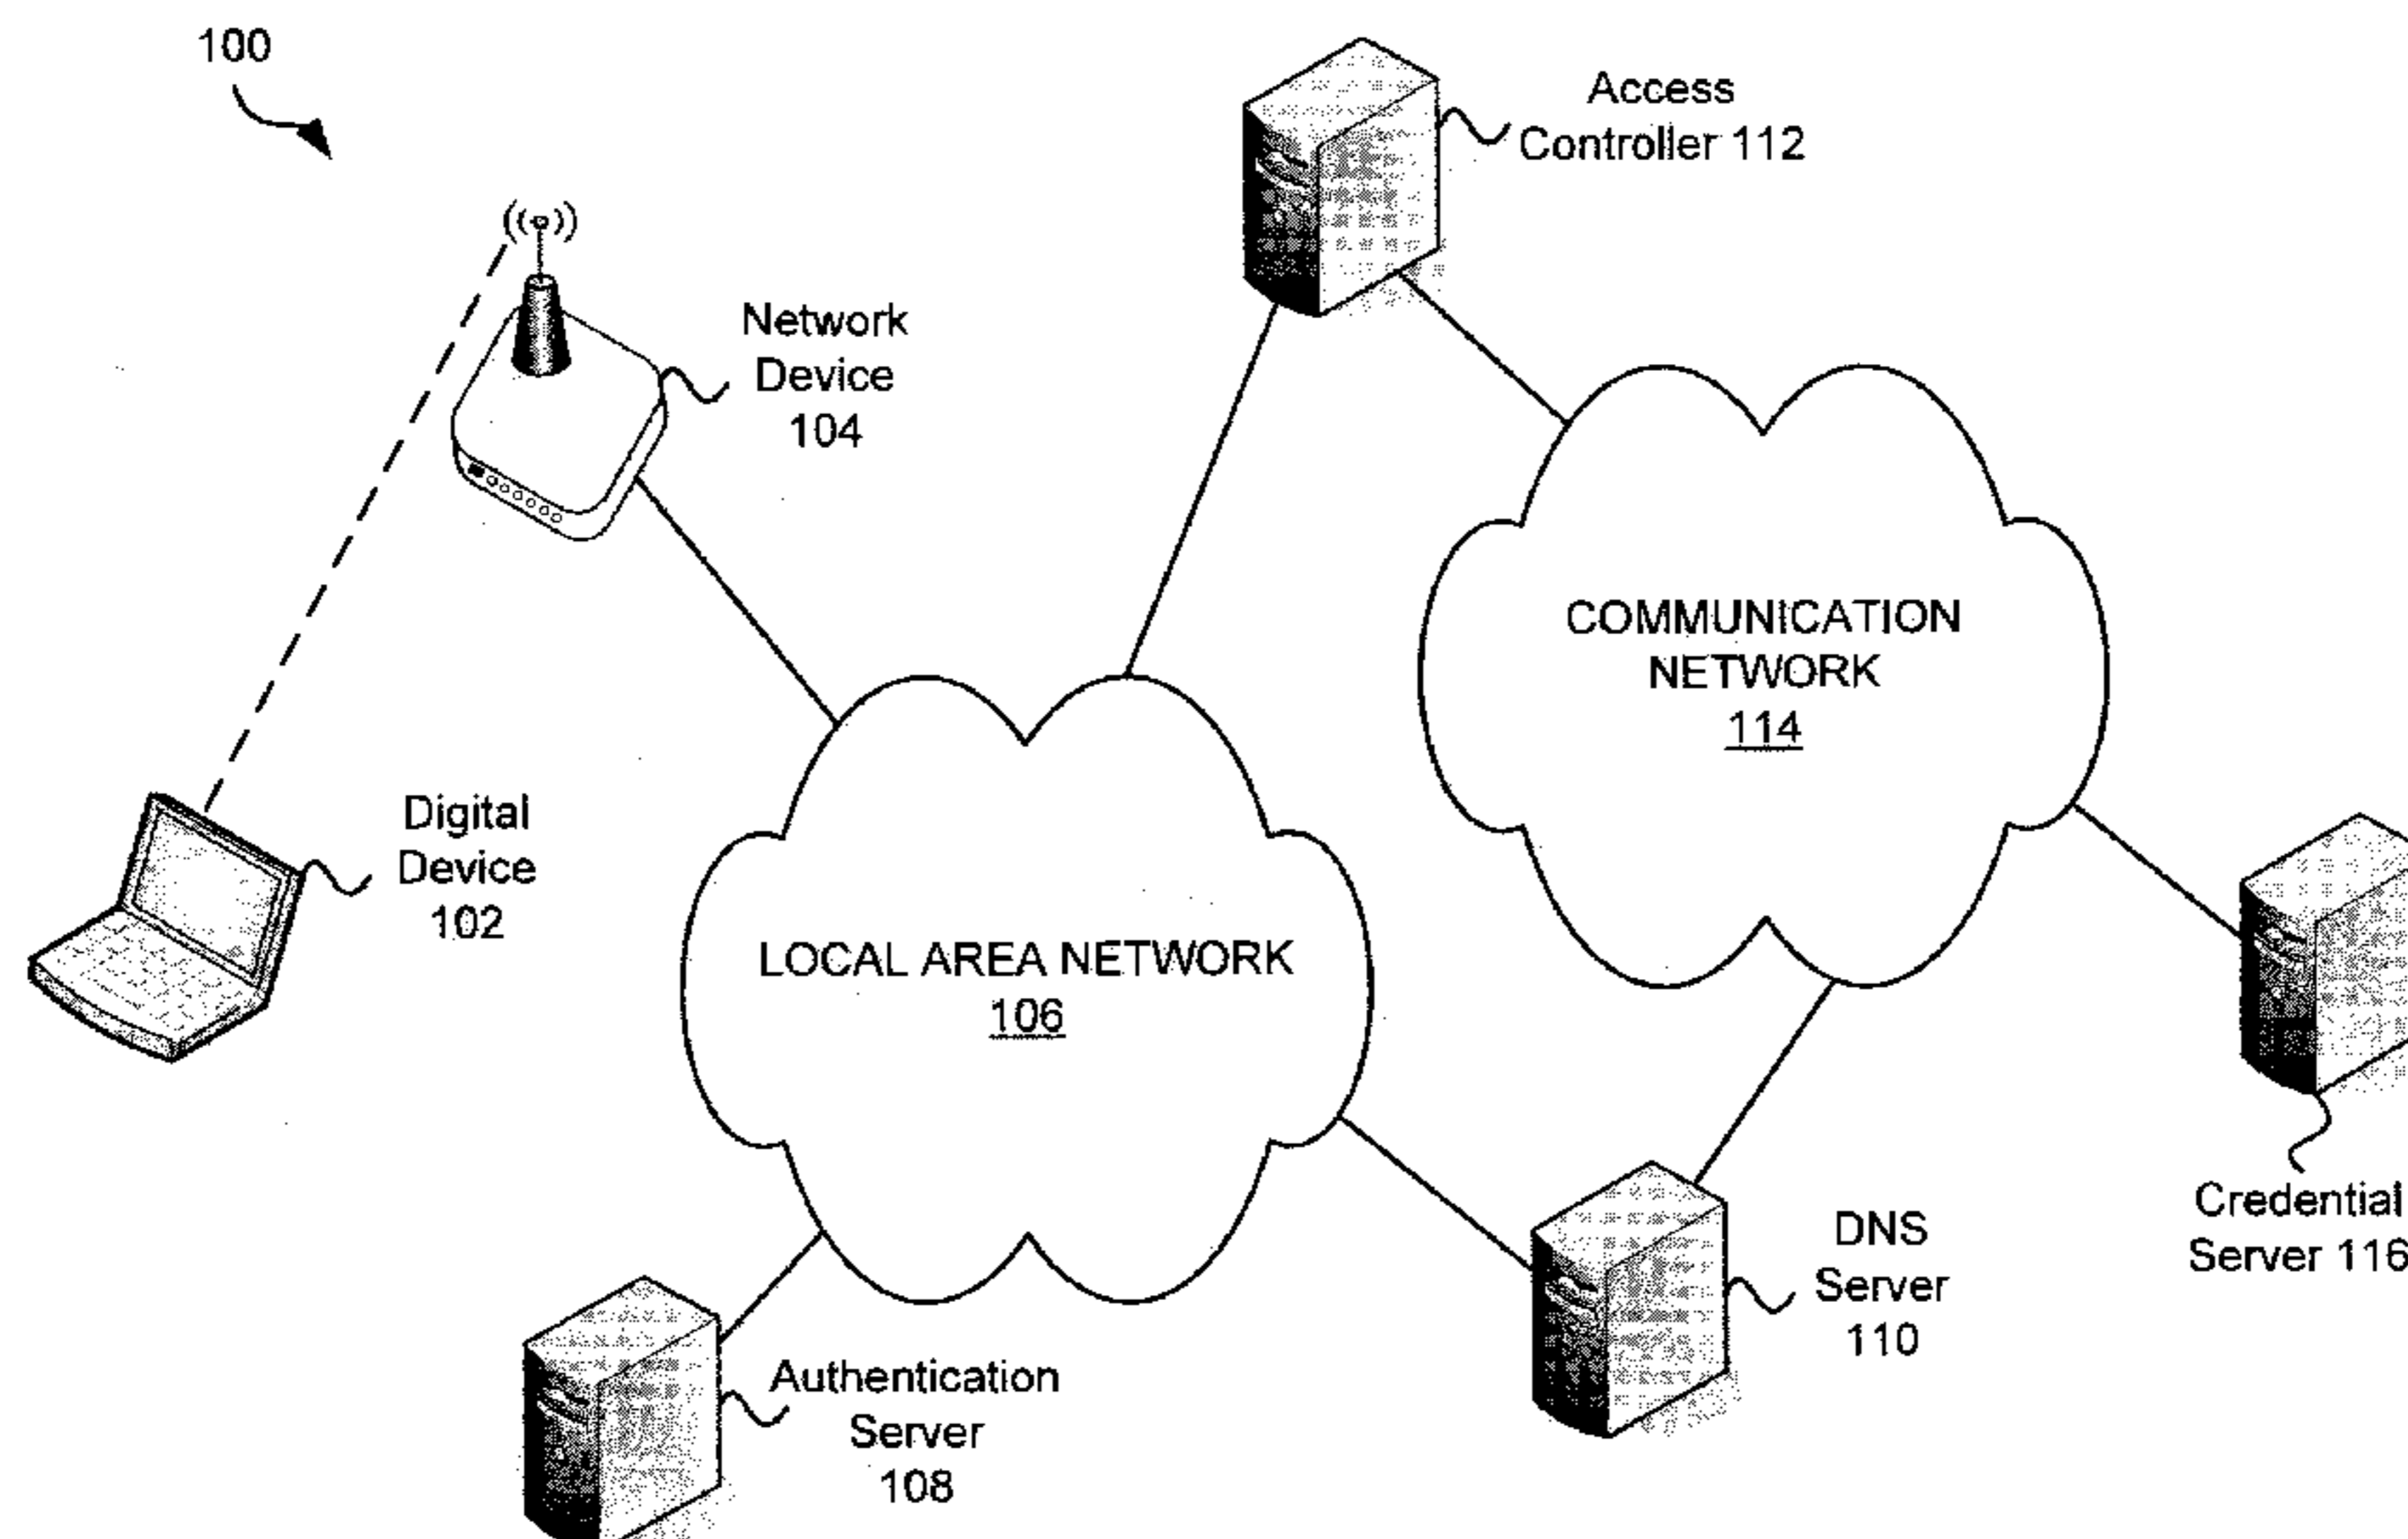 100
Access
Controller 112
Network
Device
104
COMMUNICATION
NETWORK
114
Digital
Device
102
LOCAL AREA NETWORK
106
Credential
Server 116
DNS
Server
110
Authentication
Server
108